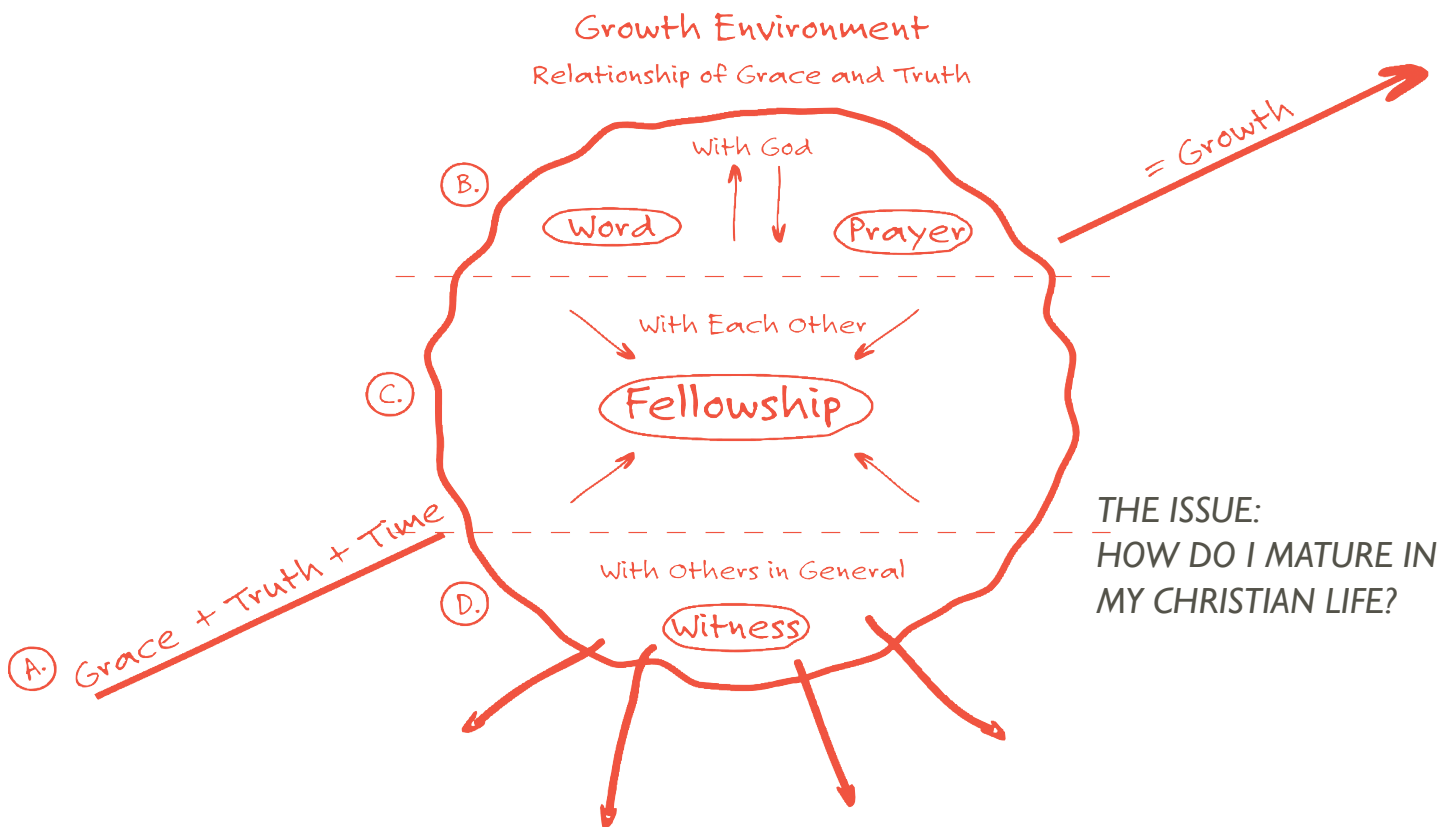 Growth Environment
Relationship of Grace and Truth
With God
= Growth
B.
Word
Prayer
With Each Other
C.
Fellowship
THE ISSUE:
HOW DO I MATURE IN
MY CHRISTIAN LIFE?
A.
Grace + Truth + Time
D.
With Others in General
Witness